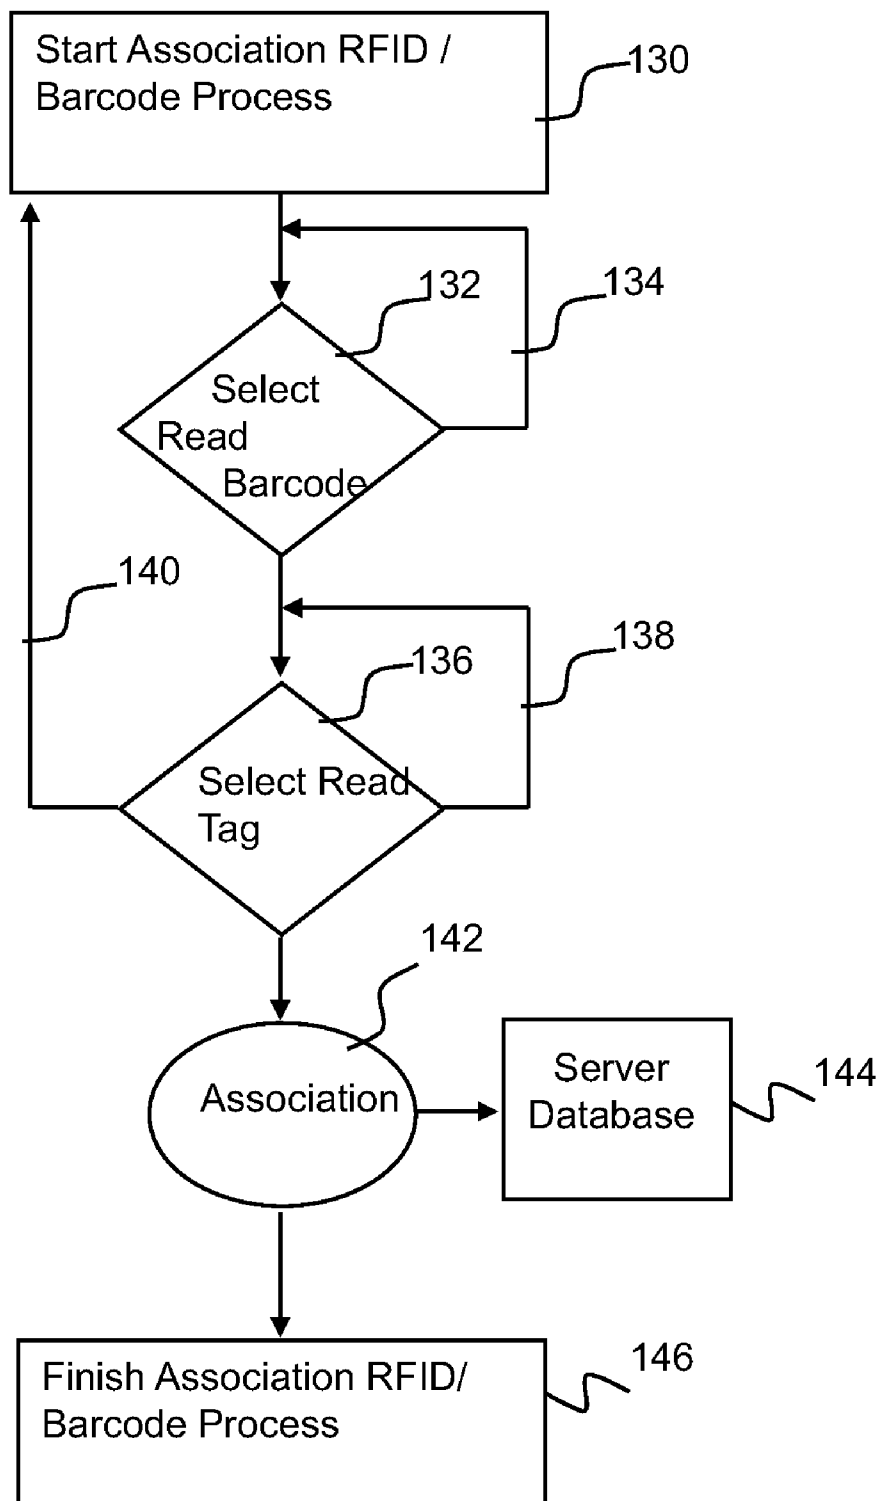 Start Association RFID /
Barcode Process
130
132
134
Select
Read
Barcode
140
136
138
Select Read
Tag
142
Association
Server
Database
144
Finish Association RFID/
Barcode Process
146